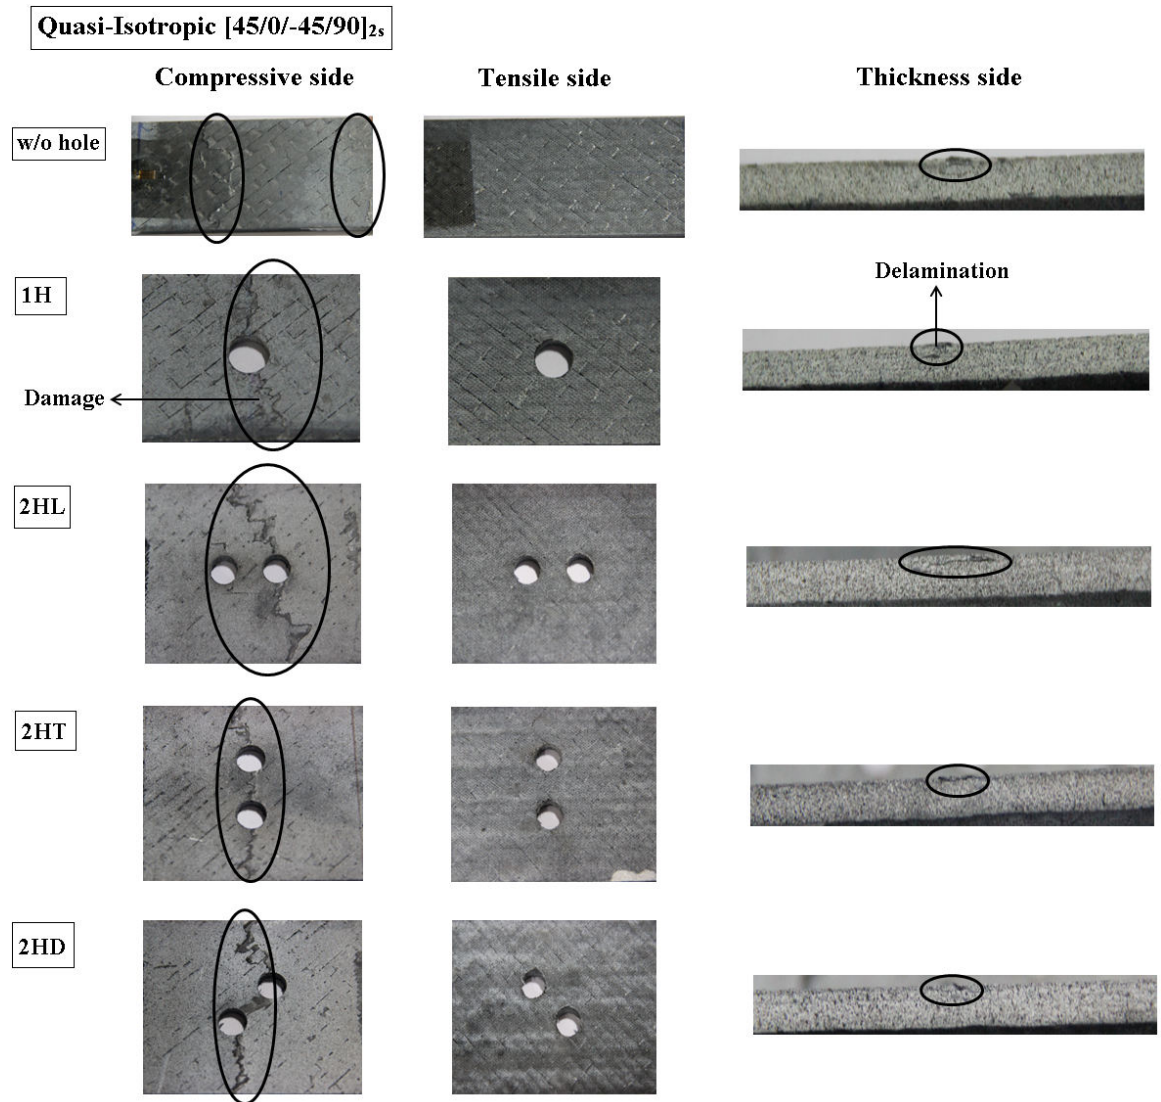 Quasi-Isotropic [45/0/-45/90]2s
Compressive side Tensile side Thickness side
w/o hole
1H
Delamination
Damage
2HL
2HT
2HD